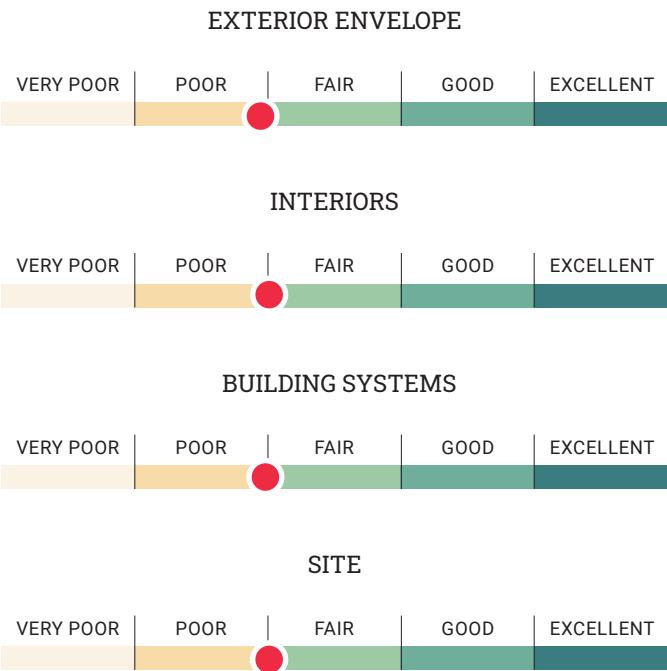 EXTERIOR ENVELOPE
VERY POOR POOR FAIR GOOD EXCELLENT
INTERIORS
VERY POOR POOR FAIR GOOD EXCELLENT
BUILDING SYSTEMS
VERY POOR POOR FAIR GOOD EXCELLENT
SITE
VERY POOR POOR FAIR GOOD EXCELLENT